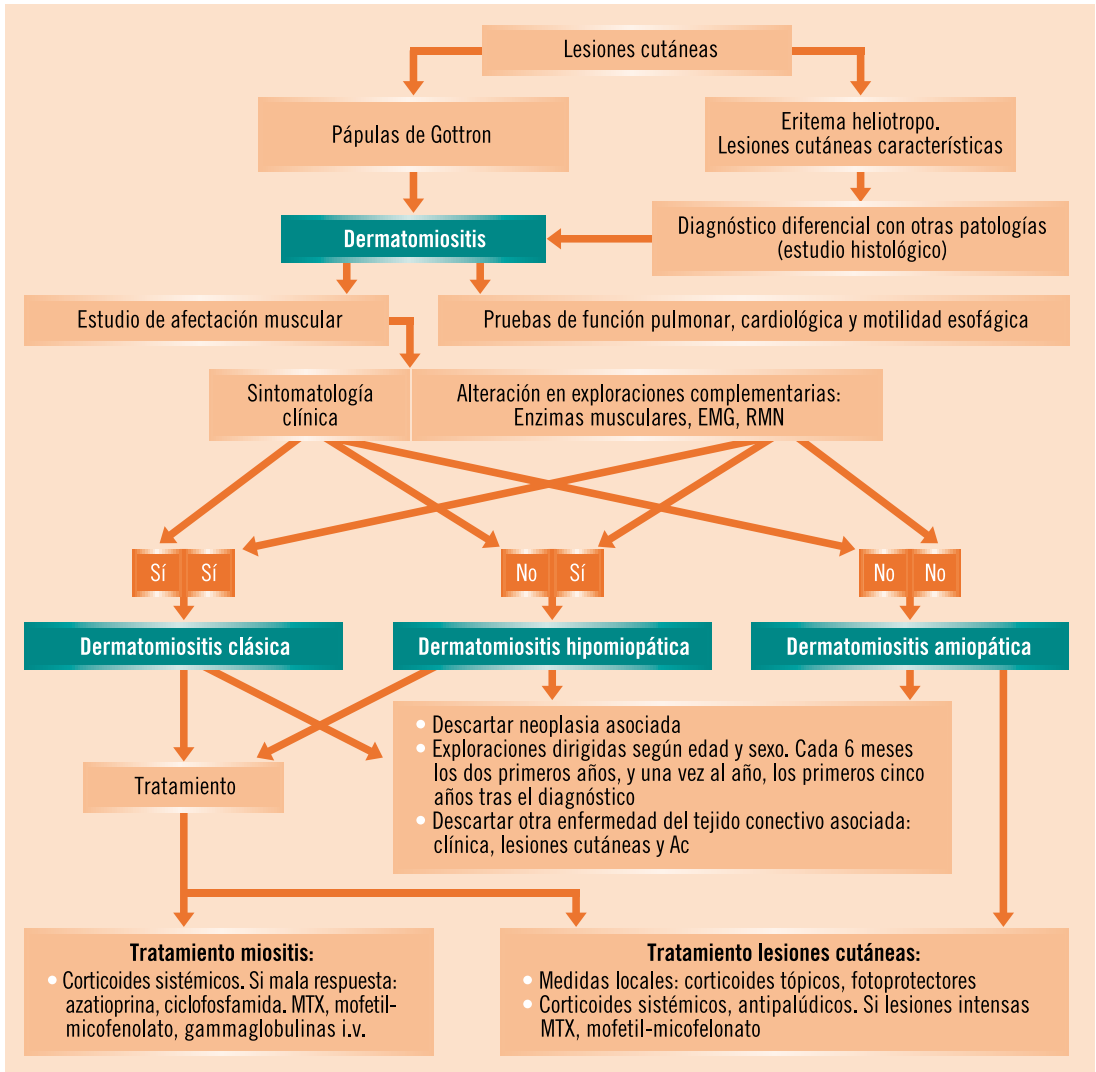 Lesiones cutáneas
Pápulas de Gottron
Eritema heliotropo.
Lesiones cutáneas características
Dermatomiositis
Diagnóstico diferencial con otras patologías
(estudio histológico)
Estudio de afectación muscular
Pruebas de función pulmonar, cardiológica y motilidad esofágica
Sintomatología
clínica
Alteración en exploraciones complementarias:
Enzimas musculares, EMG, RMN
Sí Sí
No Sí
No No
Dermatomiositis clásica
Dermatomiositis hipomiopática
Dermatomiositis amiopática
• Descartar neoplasia asociada
• Exploraciones dirigidas según edad y sexo. Cada 6 meses
los dos primeros años, y una vez al año, los primeros cinco
años tras el diagnóstico
• Descartar otra enfermedad del tejido conectivo asociada:
clínica, lesiones cutáneas y Ac
Tratamiento
Tratamiento miositis:
• Corticoides sistémicos. Si mala respuesta:
azatioprina, ciclofosfamida. MTX, mofetil-
micofenolato, gammaglobulinas i.v.
Tratamiento lesiones cutáneas:
• Medidas locales: corticoides tópicos, fotoprotectores
• Corticoides sistémicos, antipalúdicos. Si lesiones intensas
MTX, mofetil-micofelonato